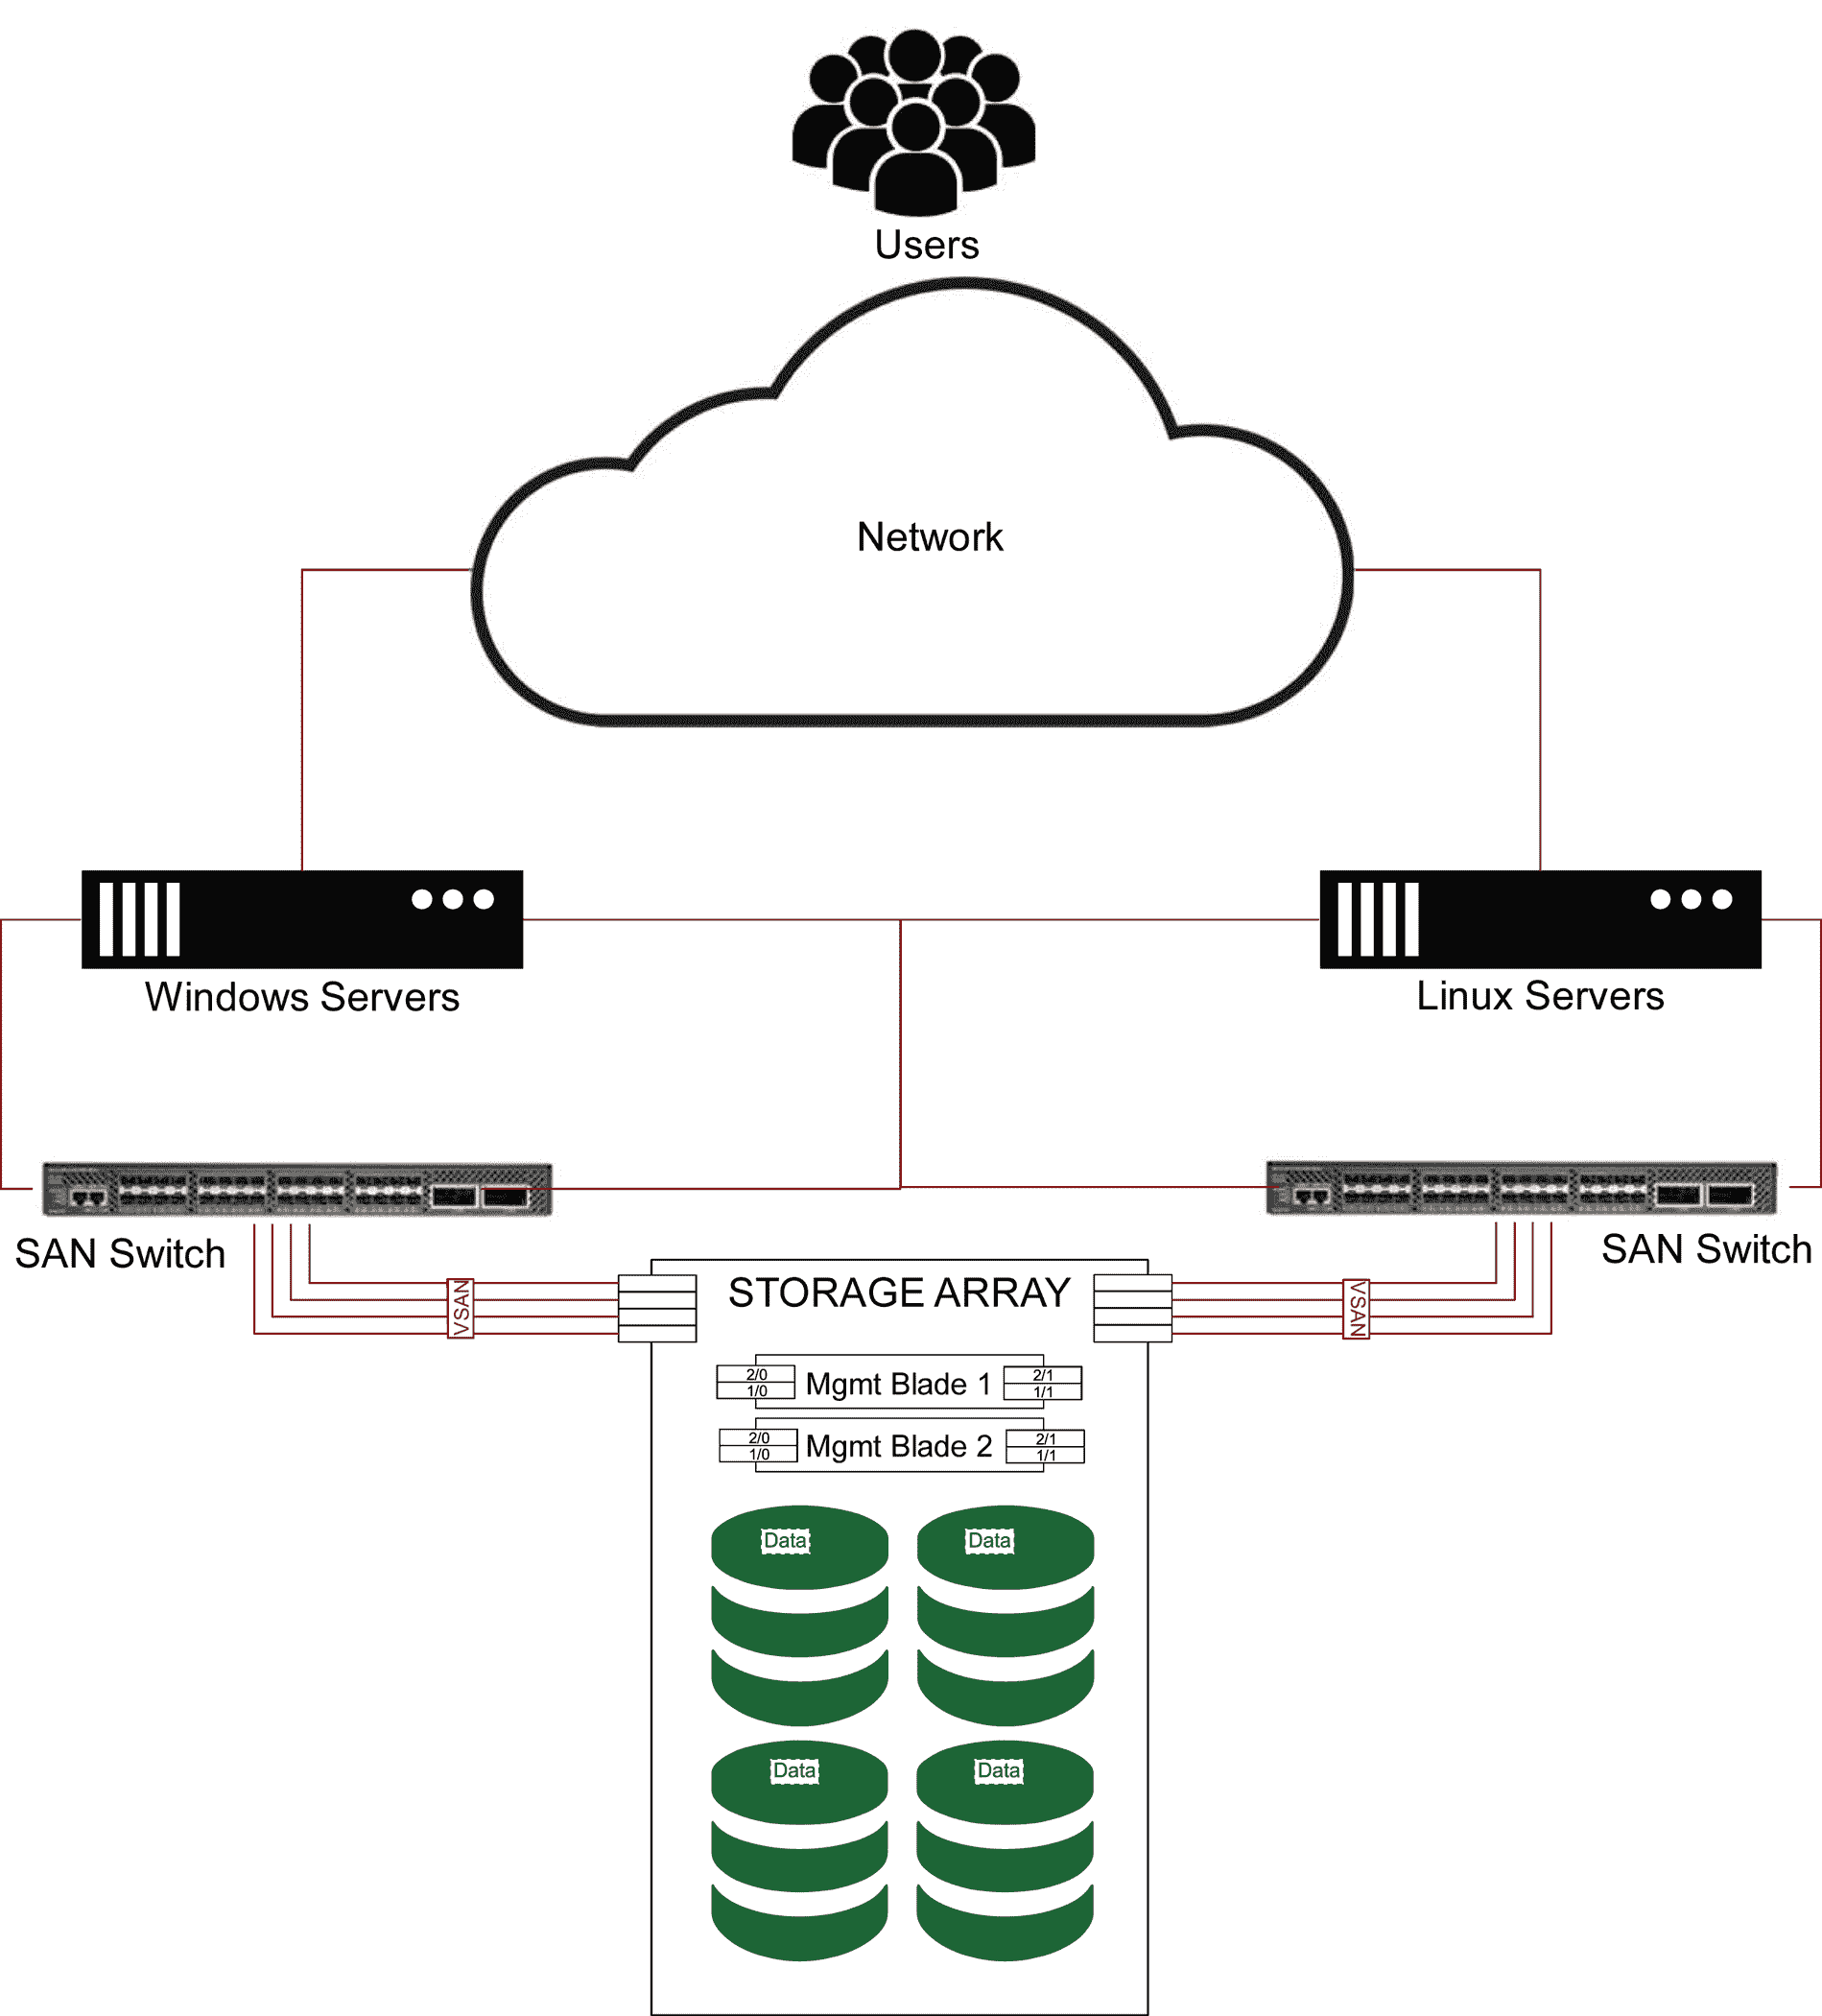 Users
Network
Windows Servers
Linux Servers
SAN Switch
SAN Switch
STORAGE ARRAY
VSAN
VSAN
2/0
1/0
Mgmt Blade 1
2/1
1/1
2/0
1/0
Mgmt Blade 2
2/1
1/1
Data
Data
Data
Data